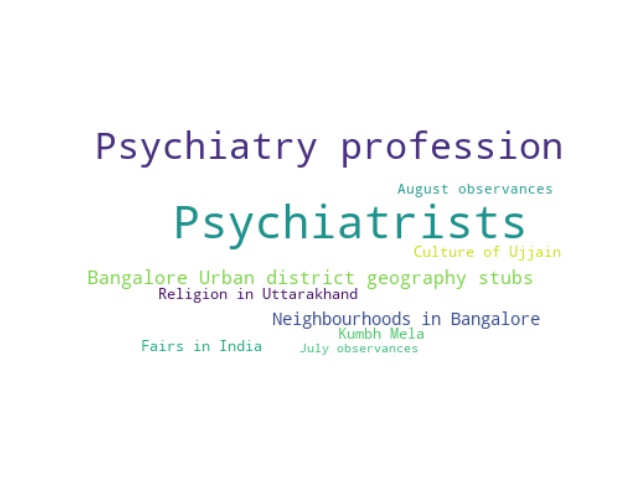 Psychiatry profession
August observances
Psychiatrists
Culture of Ujjain
Bangalore Urban district geography stubs
Religion in Uttarakhand
Neighbourhoods in Bangalore
Kumbh Mela
Fairs in India
July observances